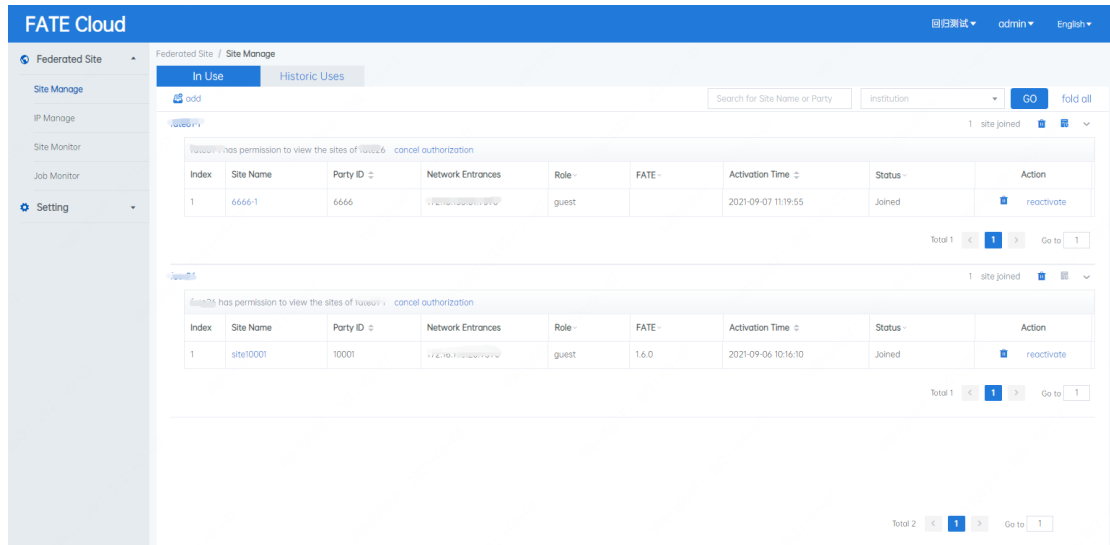 FATE Cloud 回归测试 admin English
Federated Site Federated Site / Site Manage
In Use Historic Uses
Site Manage
add Search for Site Name or Party institution GO fold all
IP Manage
1 site joined
Site Monitor
has permission to view the sites of cancel authorization
Job Monitor
Index Site Name Party ID Network Entrances Role FATE Activation Time Status Action
1 6666-1 6666 guest 2021-09-07 11:19:55 Joined reactivate
Setting
Total 1 < 1 > Go to 1
1 site joined
has permission to view the sites of cancel authorization
Index Site Name Party ID Network Entrances Role FATE Activation Time Status Action
1 site10001 10001 guest 1.6.0 2021-09-06 10:16:10 Joined reactivate
Total 1 < 1 > Go to 1
Total 2 < 1 > Go to 1